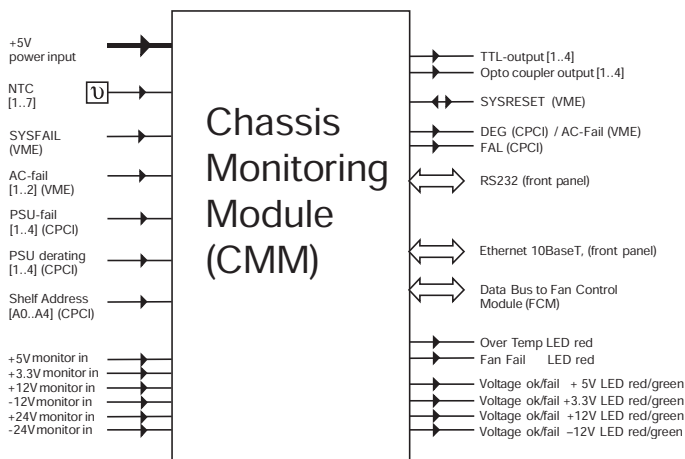 +5V
power input
NTC
[1..7]
υ
SYSFAIL
(VME)
AC-fail
[1..2] (VME)
PSU-fail
[1..4] (CPCI)
PSU derating
[1..4] (CPCI)
Shelf Address
[A0..A4] (CPCI)
+5V monitor in
+3.3V monitor in
+12V monitor in
-12V monitor in
+24V monitor in
-24V monitor in
Chassis
Monitoring
Module
(CMM)
TTL-output [1..4]
Opto coupler output [1..4]
SYSRESET (VME)
DEG (CPCI) / AC-Fail (VME)
FAL (CPCI)
RS232 (front panel)
Ethernet 10BaseT, (front panel)
Data Bus to Fan Control
Module (FCM)
Over Temp LED red
Fan Fail LED red
Voltage ok/fail + 5V LED red/green
Voltage ok/fail +3.3V LED red/green
Voltage ok/fail +12V LED red/green
Voltage ok/fail –12V LED red/green